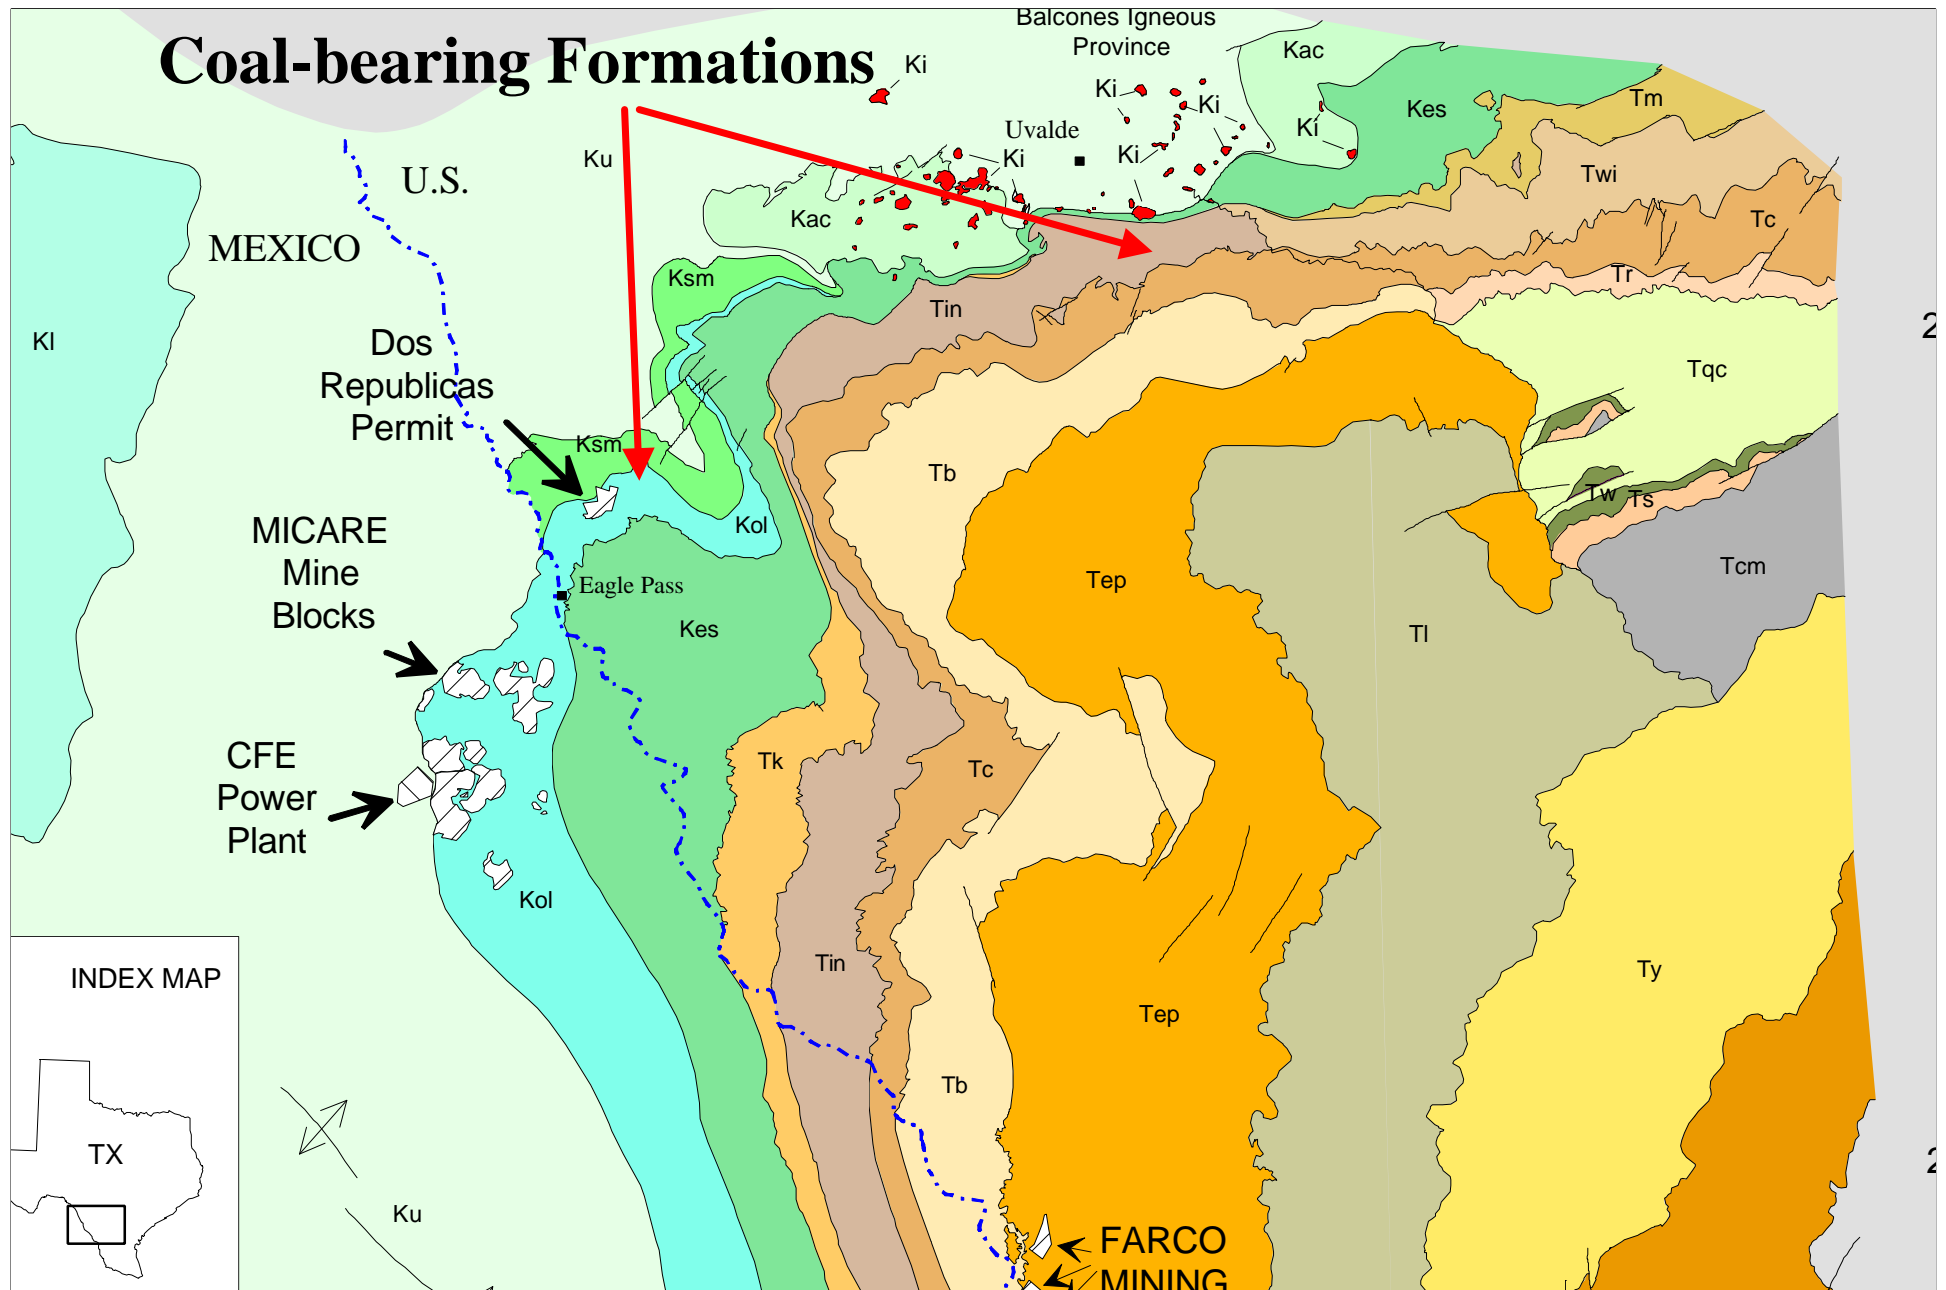 Balcones Igneous
Province
Coal-bearing Formations
Ki
Kac
Ki
Ki
Kes
Tm
Uvalde
Ki
Ki
Ki
Ku
U.S.
Twi
Kac
Tc
MEXICO
Ksm
Tr
Tin
Kl
Dos
Republicas
Permit
2
Tqc
Ksm
Tb
Tw
Ts
Kol
MICARE
Mine
Blocks
Eagle Pass
Tep
Tcm
Kes
Tl
CFE
Power
Plant
Tk
Tc
Kol
INDEX MAP
Tin
Ty
Tep
Tb
TX
2
Ku
FARCO
MINING